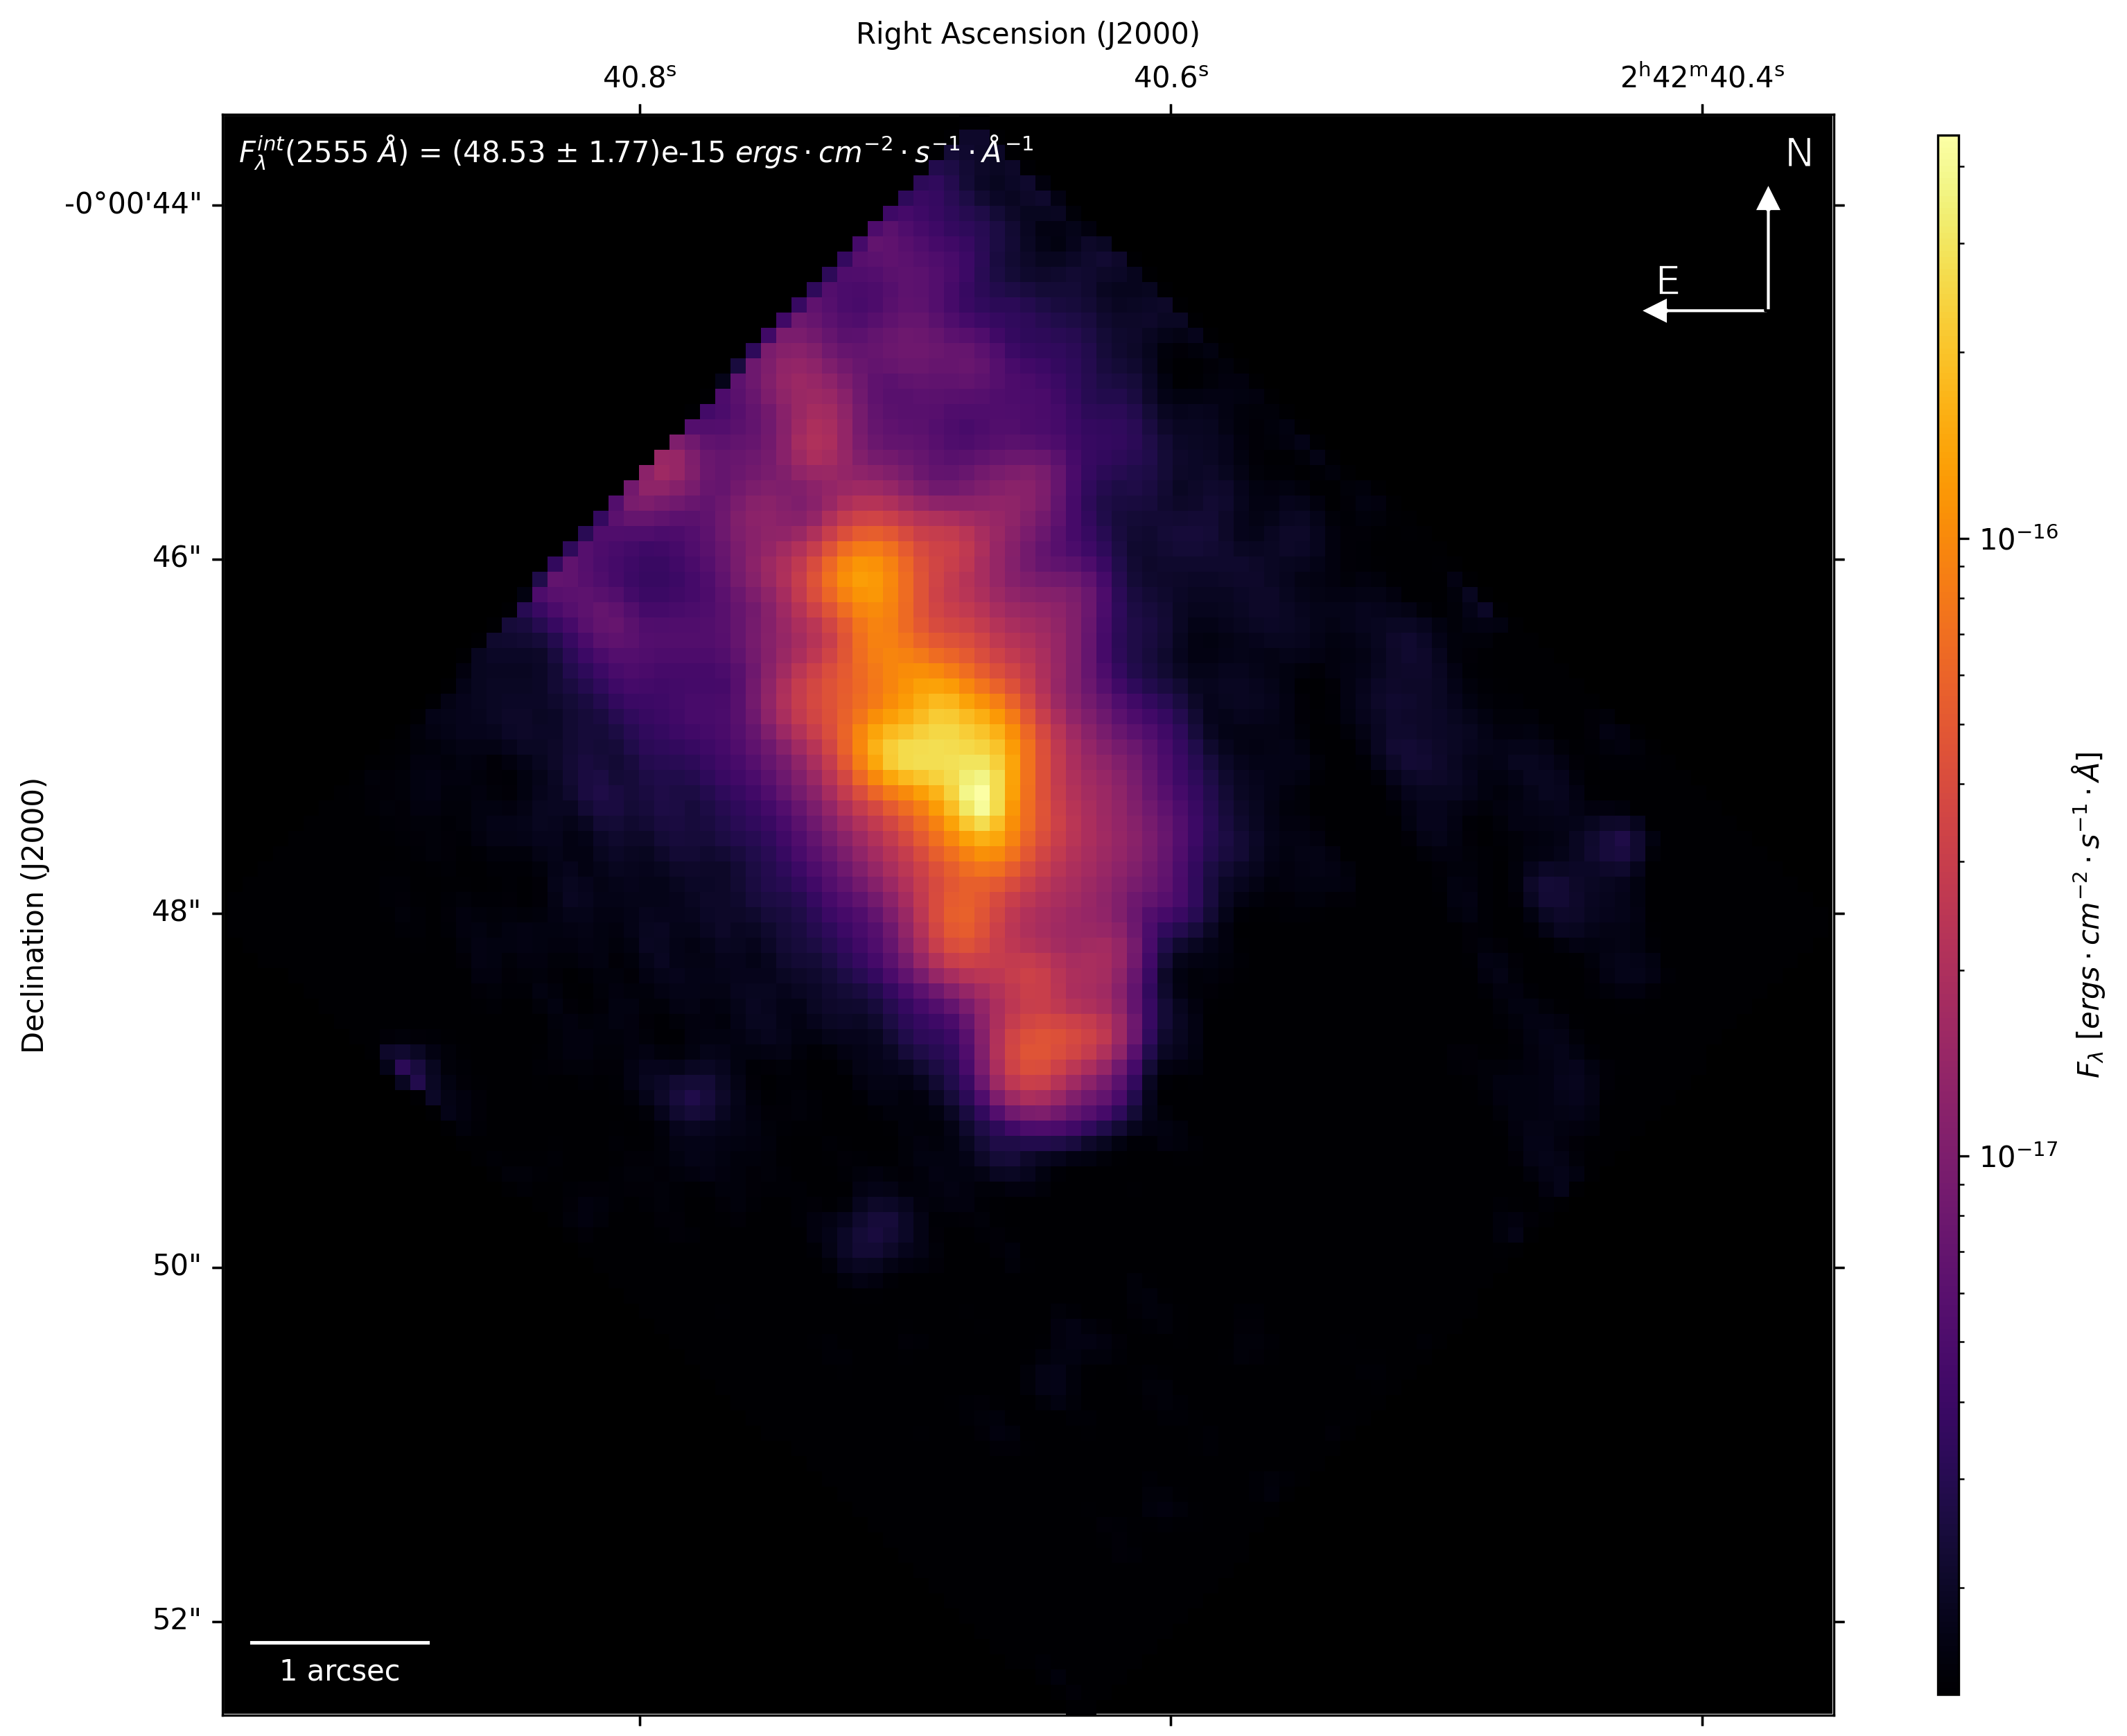 Right Ascension (J2000)
40.8ˢ 40.6ˢ 2ʰ42ᵐ40.4ˢ
F_λ^int(2555 Å) = (48.53 ± 1.77)e-15 ergs · cm⁻² · s⁻¹ · Å⁻¹
N
E
-0°00'44"
46"
48"
50"
52"
Declination (J2000)
1 arcsec
10⁻¹⁶
10⁻¹⁷
F_λ [ergs · cm⁻² · s⁻¹ · Å]